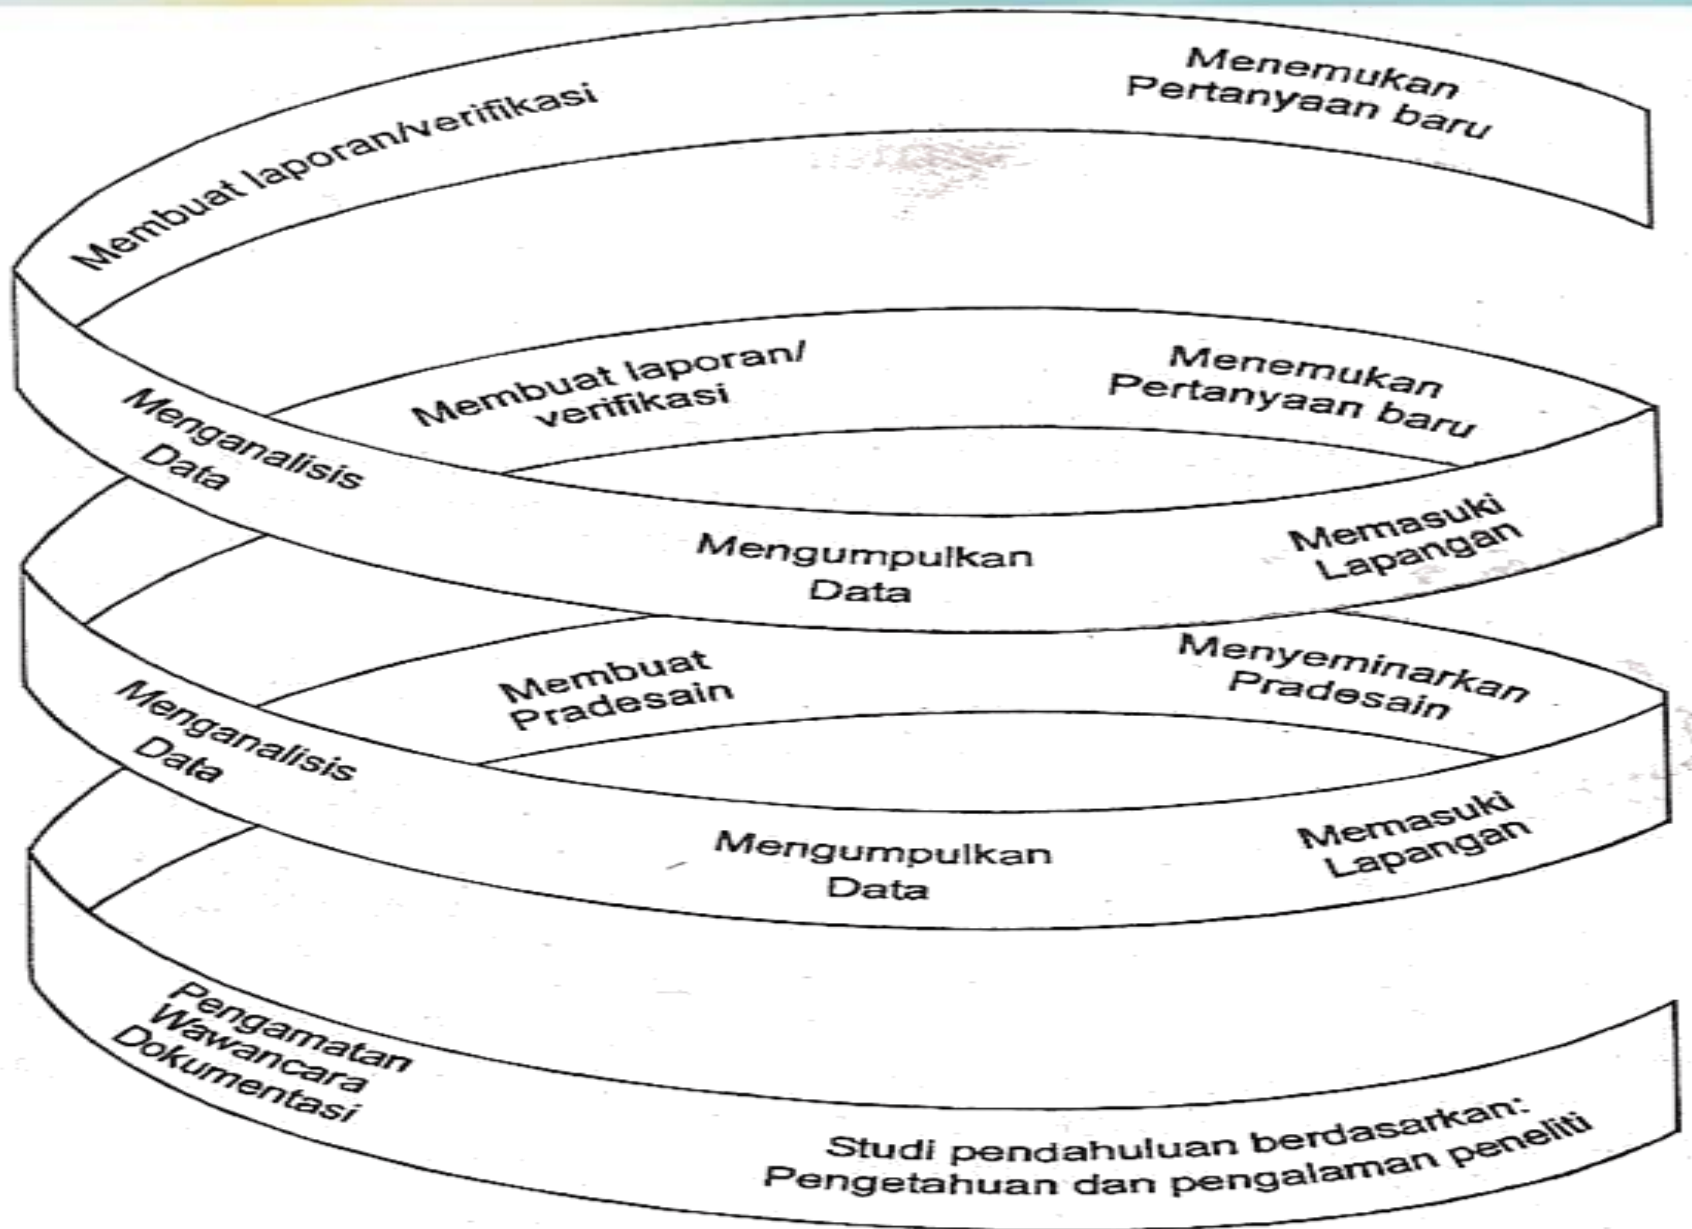 Membuat laporan/verifikasi
Menemukan
Pertanyaan baru
Membuat laporan/
verifikasi
Menemukan
Pertanyaan baru
Menganalisis
Data
Mengumpulkan
Data
Memasuki
Lapangan
Membuat
Pradesain
Menyeminarkan
Pradesain
Menganalisis
Data
Mengumpulkan
Data
Memasuki
Lapangan
Pengamatan
Wawancara
Dokumentasi
Studi pendahuluan berdasarkan:
Pengetahuan dan pengalaman peneliti